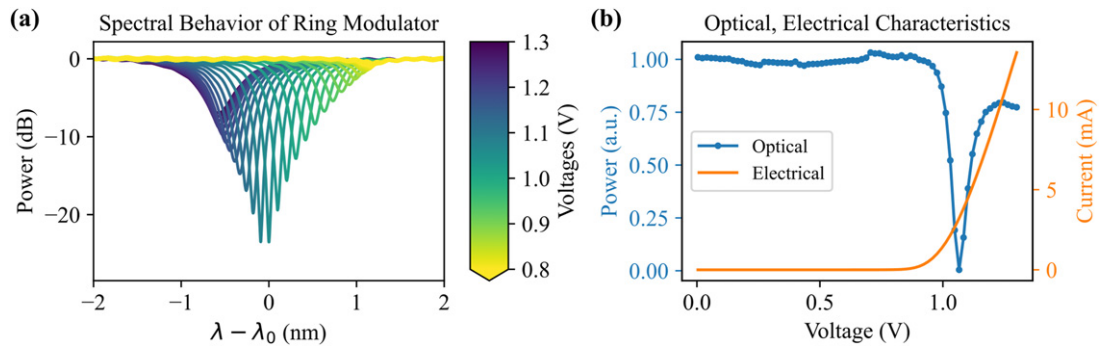 (a)
Spectral Behavior of Ring Modulator
Power (dB)
0
−10
−20
−2
−1
0
1
2
λ − λ₀ (nm)
1.3
1.2
1.1
1.0
0.9
0.8
Voltages (V)
(b)
Optical, Electrical Characteristics
Power (a.u.)
1.00
0.75
0.50
0.25
0.00
Optical
Electrical
0.0
0.5
1.0
Voltage (V)
10
5
0
Current (mA)